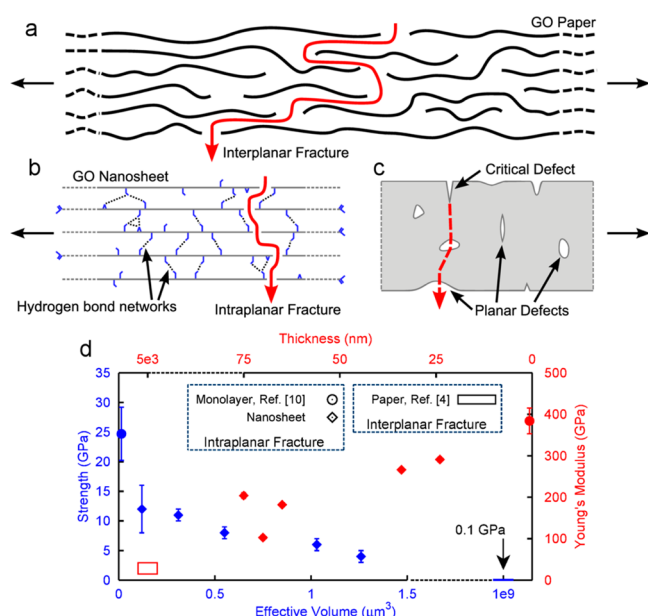 a
GO Paper
Interplanar Fracture
b
GO Nanosheet
Hydrogen bond networks
Intraplanar Fracture
c
Critical Defect
Planar Defects
d
Thickness (nm)
5e3 75 50 25 0
Monolayer, Ref. [10]
Nanosheet
Intraplanar Fracture
Paper, Ref. [4]
Interplanar Fracture
Strength (GPa)
35
30
25
20
15
10
5
0
Young's Modulus (GPa)
500
400
300
200
100
0
0.1 GPa
0 0.5 1 1.5 1e9
Effective Volume (μm³)